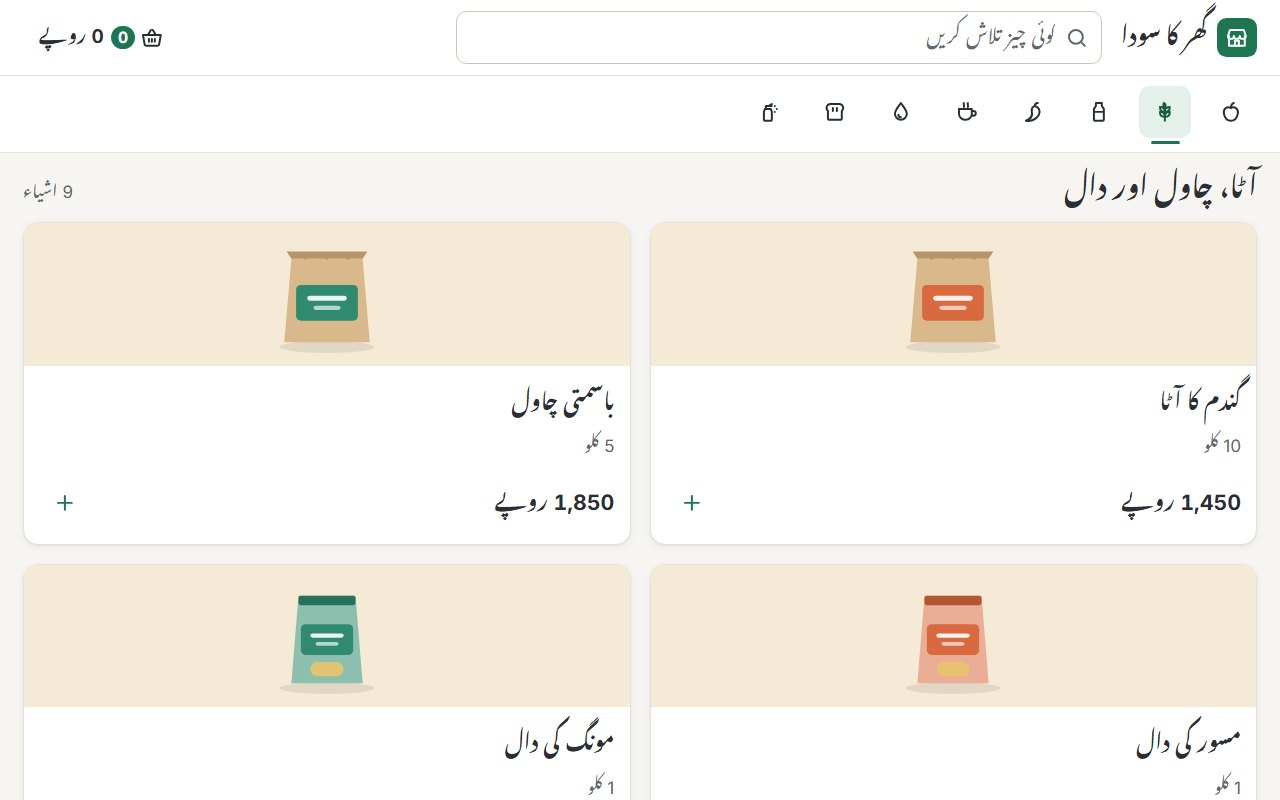 گھر کا سودا
کوئی چیز تلاش کریں
0 0 روپے
آٹا، چاول اور دال
9 اشیاء
گندم کا آٹا
10 کلو
1,450 روپے
باسمتی چاول
5 کلو
1,850 روپے
مسور کی دال
1 کلو
مونگ کی دال
1 کلو